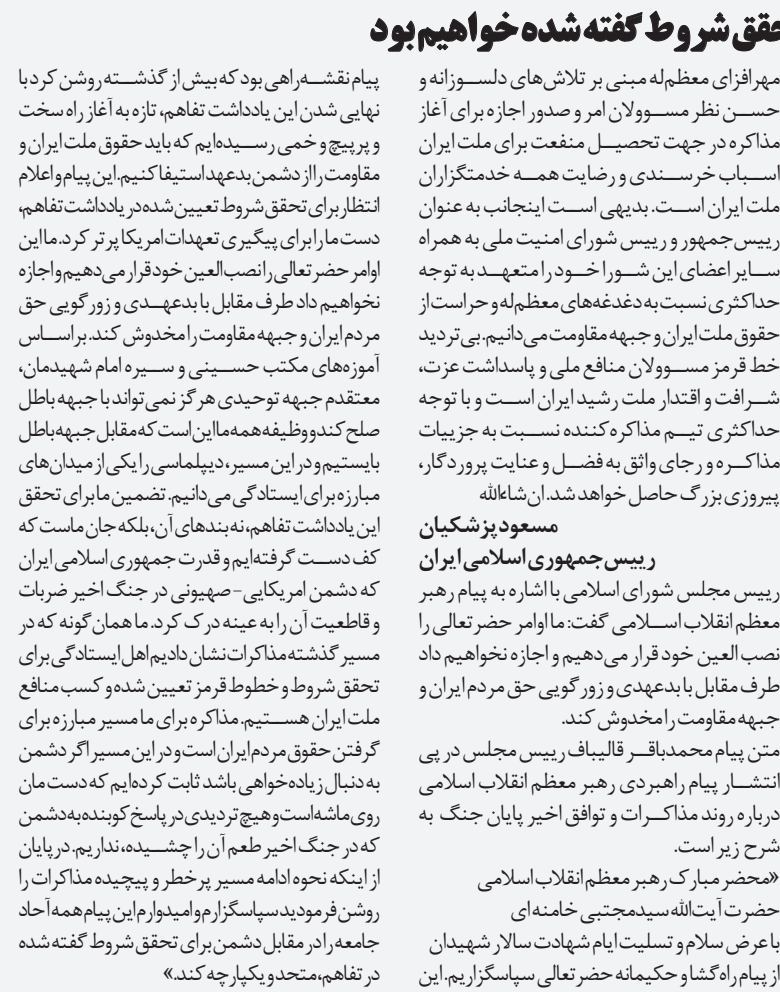 حقق شروط گفته شده خواهیم بود
مهرافزای معظم‌له مبنی بر تلاش‌های دلسوزانه و
حسن نظر مسوولان امر و صدور اجازه برای آغاز
مذاکره در جهت تحصیل منفعت برای ملت ایران
اسباب خرسندی و رضایت همه خدمتگزاران
ملت ایران است. بدیهی است اینجانب به عنوان
رییس‌جمهور و رییس شورای امنیت ملی به همراه
سایر اعضای این شورا خود را متعهد به توجه
حداکثری نسبت به دغدغه‌های معظم‌له و حراست از
حقوق ملت ایران و جبهه مقاومت می‌دانیم. بی‌تردید
خط قرمز مسوولان منافع ملی و پاسداشت عزت،
شرافت و اقتدار ملت رشید ایران است و با توجه
حداکثری تیم مذاکره‌کننده نسبت به جزییات
مذاکره و رجای واثق به فضل و عنایت پروردگار،
پیروزی بزرگ حاصل خواهد شد. ان‌شاءالله
مسعود پزشکیان
رییس جمهوری اسلامی ایران
رییس مجلس شورای اسلامی با اشاره به پیام رهبر
معظم انقلاب اسلامی گفت: ما اوامر حضرتعالی را
نصب العین خود قرار می‌دهیم و اجازه نخواهیم داد
طرف مقابل با بدعهدی و زورگویی حق مردم ایران و
جبهه مقاومت را مخدوش کند.
متن پیام محمدباقر قالیباف رییس مجلس در پی
انتشار پیام راهبردی رهبر معظم انقلاب اسلامی
درباره روند مذاکرات و توافق اخیر پایان جنگ به
شرح زیر است.
«محضر مبارک رهبر معظم انقلاب اسلامی
حضرت آیت‌الله سیدمجتبی خامنه‌ای
با عرض سلام و تسلیت ایام شهادت سالار شهیدان
از پیام راه‌گشا و حکیمانه حضرتعالی سپاسگزاریم. این
پیام نقشه‌راهی بود که بیش از گذشته روشن کرد با
نهایی شدن این یادداشت تفاهم، تازه به آغاز راه سخت
و پر پیچ و خمی رسیده‌ایم که باید حقوق ملت ایران و
مقاومت را از دشمن بدعهد استیفا کنیم. این پیام و اعلام
انتظار برای تحقق شروط تعیین شده در یادداشت تفاهم،
دست ما را برای پیگیری تعهدات امریکا پرتر کرد. ما این
اوامر حضرتعالی را نصب‌العین خود قرار می‌دهیم و اجازه
نخواهیم داد طرف مقابل با بدعهدی و زورگویی حق
مردم ایران و جبهه مقاومت را مخدوش کند. براساس
آموزه‌های مکتب حسینی و سیره امام شهیدمان،
معتقدم جبهه توحیدی هرگز نمی‌تواند با جبهه باطل
صلح کند و وظیفه همه ما این است که مقابل جبهه باطل
بایستیم و در این مسیر، دیپلماسی را یکی از میدان‌های
مبارزه برای ایستادگی می‌دانیم. تضمین ما برای تحقق
این یادداشت تفاهم، نه بندهای آن، بلکه جان ماست که
کف دست گرفته‌ایم و قدرت جمهوری اسلامی ایران
که دشمن امریکایی-صهیونی در جنگ اخیر ضربات
و قاطعیت آن را به عینه درک کرد. ما همان گونه که در
مسیر گذشته مذاکرات نشان دادیم اهل ایستادگی برای
تحقق شروط و خطوط قرمز تعیین شده و کسب منافع
ملت ایران هستیم. مذاکره برای ما مسیر مبارزه برای
گرفتن حقوق مردم ایران است و در این مسیر اگر دشمن
به دنبال زیاده‌خواهی باشد ثابت کرده‌ایم که دست‌مان
روی ماشه است و هیچ تردیدی در پاسخ کوبنده به دشمن
که در جنگ اخیر طعم آن را چشیده، نداریم. در پایان
از اینکه نحوه ادامه مسیر پر خطر و پیچیده مذاکرات را
روشن فرمودید سپاسگزارم و امیدوارم این پیام همه آحاد
جامعه را در مقابل دشمن برای تحقق شروط گفته شده
در تفاهم، متحد و یکپارچه کند.»